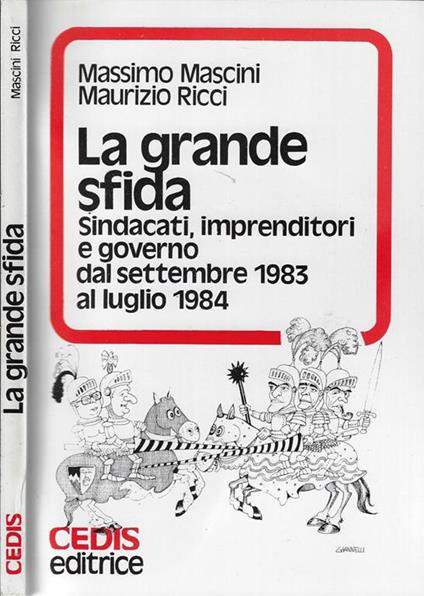 Mascini Ricci
La grande sfida
CEDIS
Massimo Mascini
Maurizio Ricci
La grande
sfida
Sindacati, imprenditori
e governo
dal settembre 1983
al luglio 1984
GIANNELLI
CEDIS
editrice